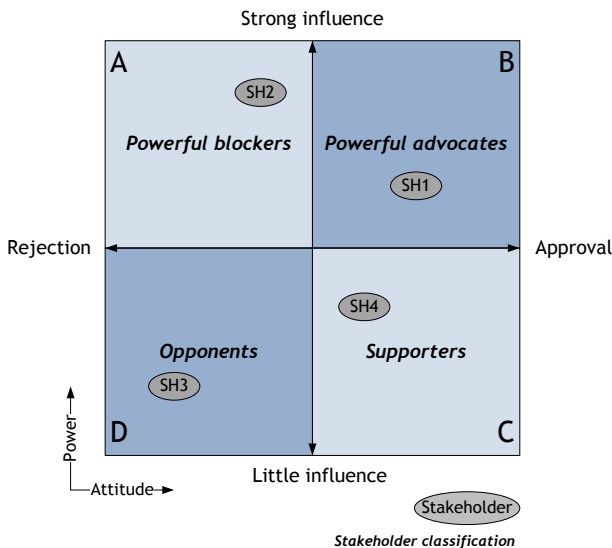 Strong influence
A
B
SH2
Powerful blockers
Powerful advocates
SH1
Rejection
Approval
SH4
Opponents
Supporters
SH3
D
C
Power
Attitude
Little influence
Stakeholder
Stakeholder classification